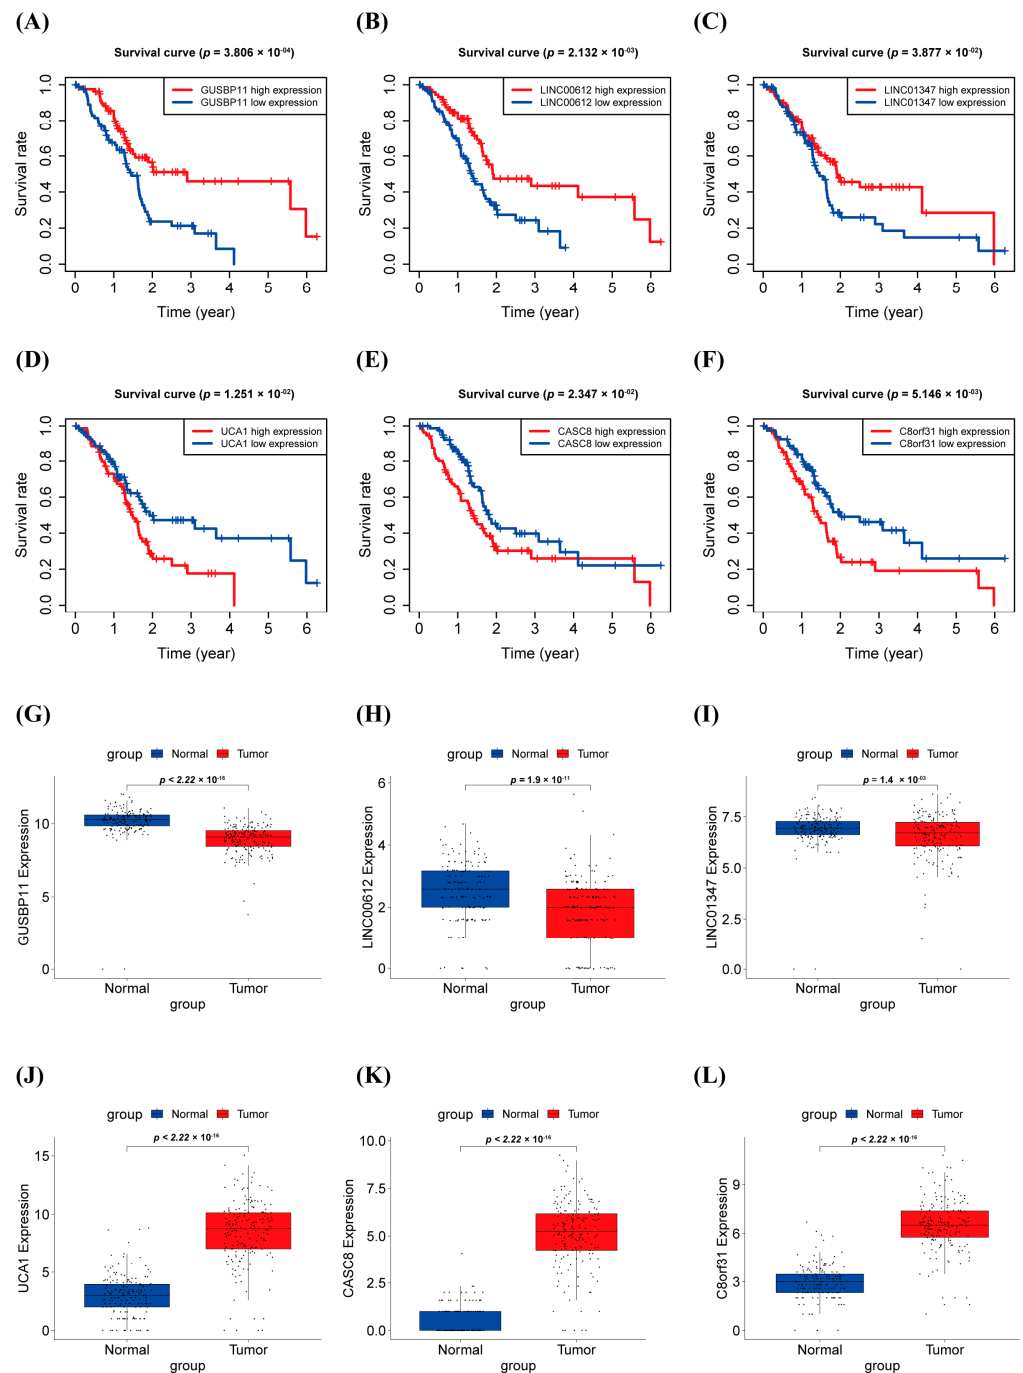 (A)
Survival curve (p = 3.806 × 10-04)
GUSBP11 high expression
GUSBP11 low expression
Survival rate
1.0
0.8
0.6
0.4
0.2
0.0
0 1 2 3 4 5 6
Time (year)
(B)
Survival curve (p = 2.132 × 10-03)
LINC00612 high expression
LINC00612 low expression
Survival rate
1.0
0.8
0.6
0.4
0.2
0.0
0 1 2 3 4 5 6
Time (year)
(C)
Survival curve (p = 3.877 × 10-02)
LINC01347 high expression
LINC01347 low expression
Survival rate
1.0
0.8
0.6
0.4
0.2
0.0
0 1 2 3 4 5 6
Time (year)
(D)
Survival curve (p = 1.251 × 10-02)
UCA1 high expression
UCA1 low expression
Survival rate
1.0
0.8
0.6
0.4
0.2
0.0
0 1 2 3 4 5 6
Time (year)
(E)
Survival curve (p = 2.347 × 10-02)
CASC8 high expression
CASC8 low expression
Survival rate
1.0
0.8
0.6
0.4
0.2
0.0
0 1 2 3 4 5 6
Time (year)
(F)
Survival curve (p = 5.146 × 10-03)
C8orf31 high expression
C8orf31 low expression
Survival rate
1.0
0.8
0.6
0.4
0.2
0.0
0 1 2 3 4 5 6
Time (year)
(G)
group Normal Tumor
p < 2.22 × 10-16
GUSBP11 Expression
10
5
0
Normal Tumor
group
(H)
group Normal Tumor
p = 1.9 × 10-11
LINC00612 Expression
6
4
2
0
Normal Tumor
group
(I)
group Normal Tumor
p = 1.4 × 10-03
LINC01347 Expression
7.5
5.0
2.5
0.0
Normal Tumor
group
(J)
group Normal Tumor
p < 2.22 × 10-16
UCA1 Expression
15
10
5
0
Normal Tumor
group
(K)
group Normal Tumor
p < 2.22 × 10-16
CASC8 Expression
10.0
7.5
5.0
2.5
0.0
Normal Tumor
group
(L)
group Normal Tumor
p < 2.22 × 10-16
C8orf31 Expression
9
6
3
0
Normal Tumor
group